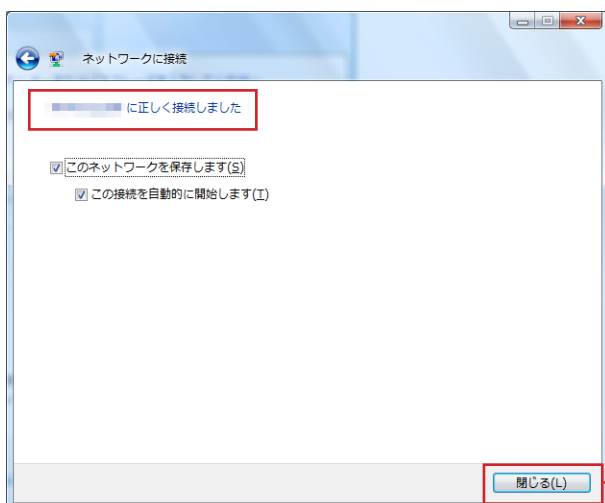 ネットワークに接続
に正しく接続しました
このネットワークを保存します(S)
この接続を自動的に開始します(T)
閉じる(L)